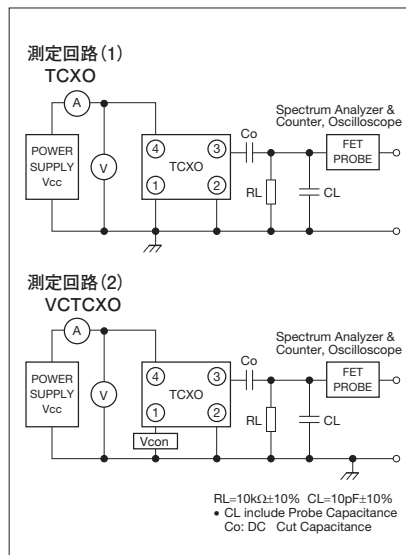 測定回路(1)
TCXO
A
POWER
SUPPLY
Vcc
V
4
3
TCXO
1
2
Co
RL
CL
Spectrum Analyzer &
Counter, Oscilloscope
FET
PROBE
測定回路(2)
VCTCXO
A
POWER
SUPPLY
Vcc
V
4
3
TCXO
1
2
Vcon
Co
RL
CL
Spectrum Analyzer &
Counter, Oscilloscope
FET
PROBE
RL=10kΩ±10% CL=10pF±10%
• CL include Probe Capacitance
Co: DC Cut Capacitance